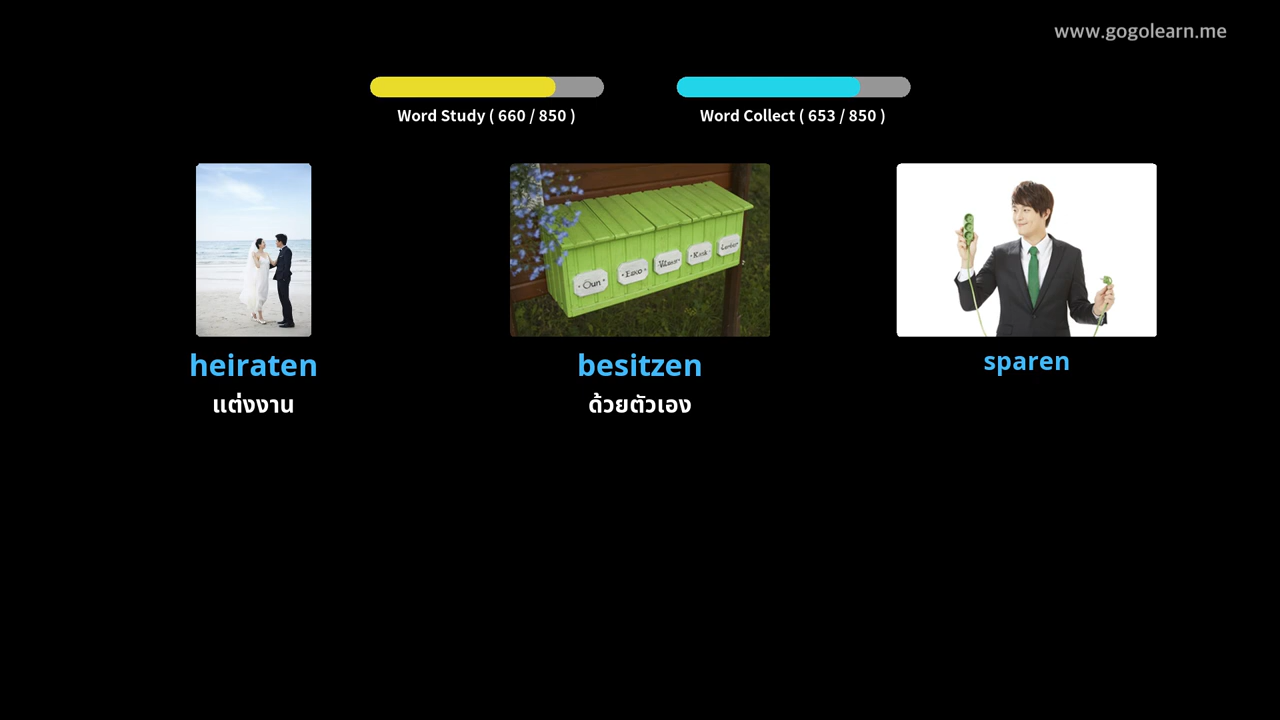 www.gogolearn.me
Word Study ( 660 / 850 )
Word Collect ( 653 / 850 )
Oun
heiraten
besitzen
sparen
แต่งงาน
ด้วยตัวเอง